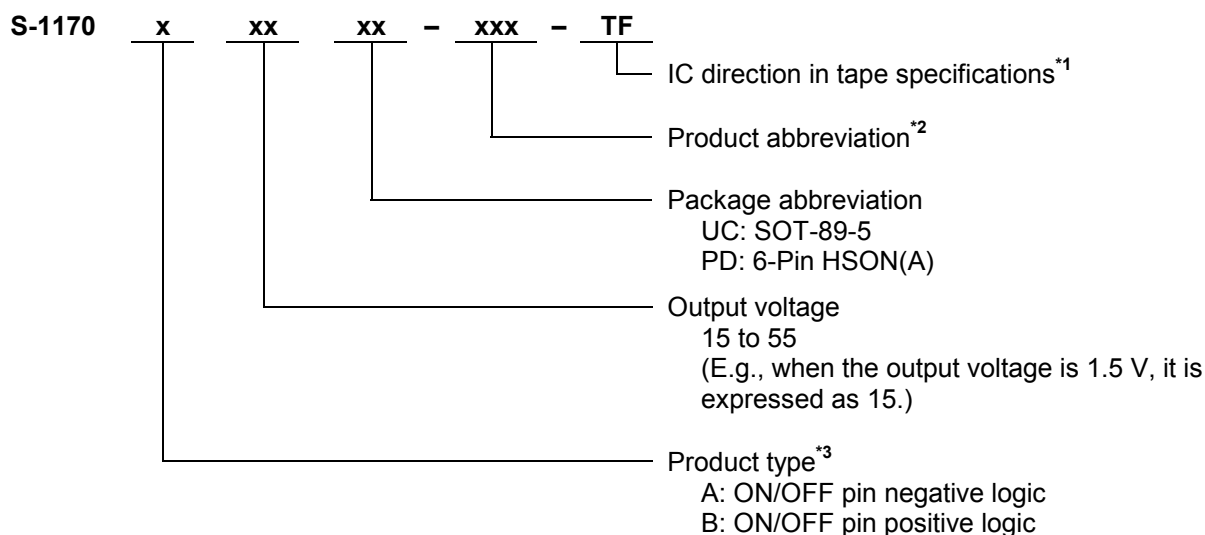 S-1170 x xx xx – xxx – TF
IC direction in tape specifications*1
Product abbreviation*2
Package abbreviation
UC: SOT-89-5
PD: 6-Pin HSON(A)
Output voltage
15 to 55
(E.g., when the output voltage is 1.5 V, it is
expressed as 15.)
Product type*3
A: ON/OFF pin negative logic
B: ON/OFF pin positive logic